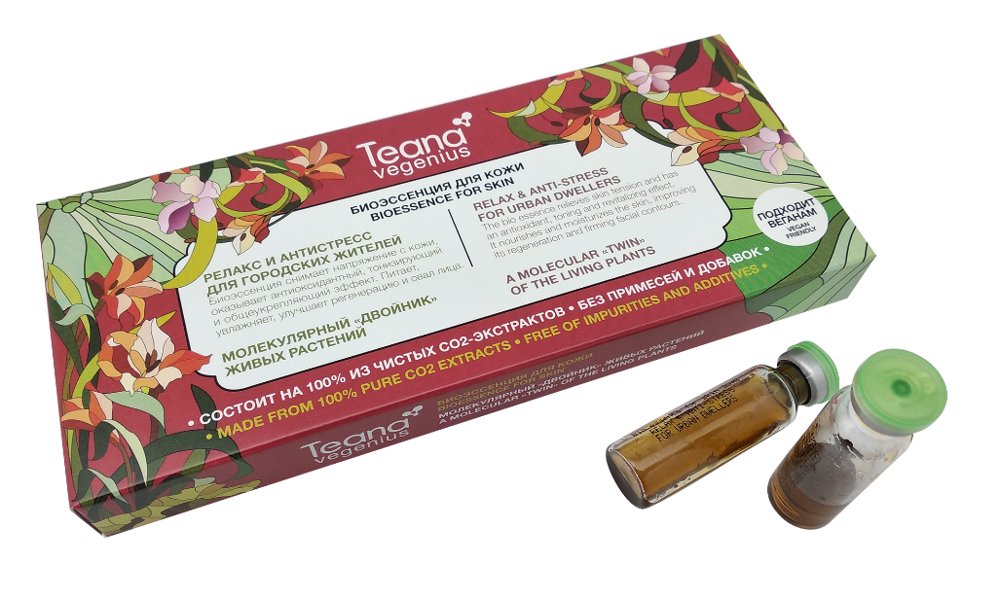 Teana
vegenius
БИОЭССЕНЦИЯ ДЛЯ КОЖИ
BIOESSENCE FOR SKIN
РЕЛАКС И АНТИСТРЕСС
ДЛЯ ГОРОДСКИХ ЖИТЕЛЕЙ
Биоэссенция снимает напряжение с кожи,
оказывает антиоксидантный, тонизирующий
и общеукрепляющий эффект. Питает,
увлажняет, улучшает регенерацию и овал лица.
МОЛЕКУЛЯРНЫЙ «ДВОЙНИК»
ЖИВЫХ РАСТЕНИЙ
RELAX & ANTI-STRESS
FOR URBAN DWELLERS
The bio essence relieves skin tension and has
an antioxidant, toning and revitalizing effect.
It nourishes and moisturizes the skin, improving
its regeneration and firming facial contours.
A MOLECULAR «TWIN»
OF THE LIVING PLANTS
ПОДХОДИТ
ВЕГАНАМ
VEGAN
FRIENDLY
• СОСТОИТ НА 100% ИЗ ЧИСТЫХ СО2-ЭКСТРАКТОВ • БЕЗ ПРИМЕСЕЙ И ДОБАВОК •
• MADE FROM 100% PURE CO2 EXTRACTS • FREE OF IMPURITIES AND ADDITIVES •
Teana
vegenius
БИОЭССЕНЦИЯ ДЛЯ КОЖИ
BIOESSENCE FOR SKIN
МОЛЕКУЛЯРНЫЙ «ДВОЙНИК» ЖИВЫХ РАСТЕНИЙ
A MOLECULAR «TWIN» OF THE LIVING PLANTS
RELAX & ANTI-STRESS
FOR URBAN DWELLERS